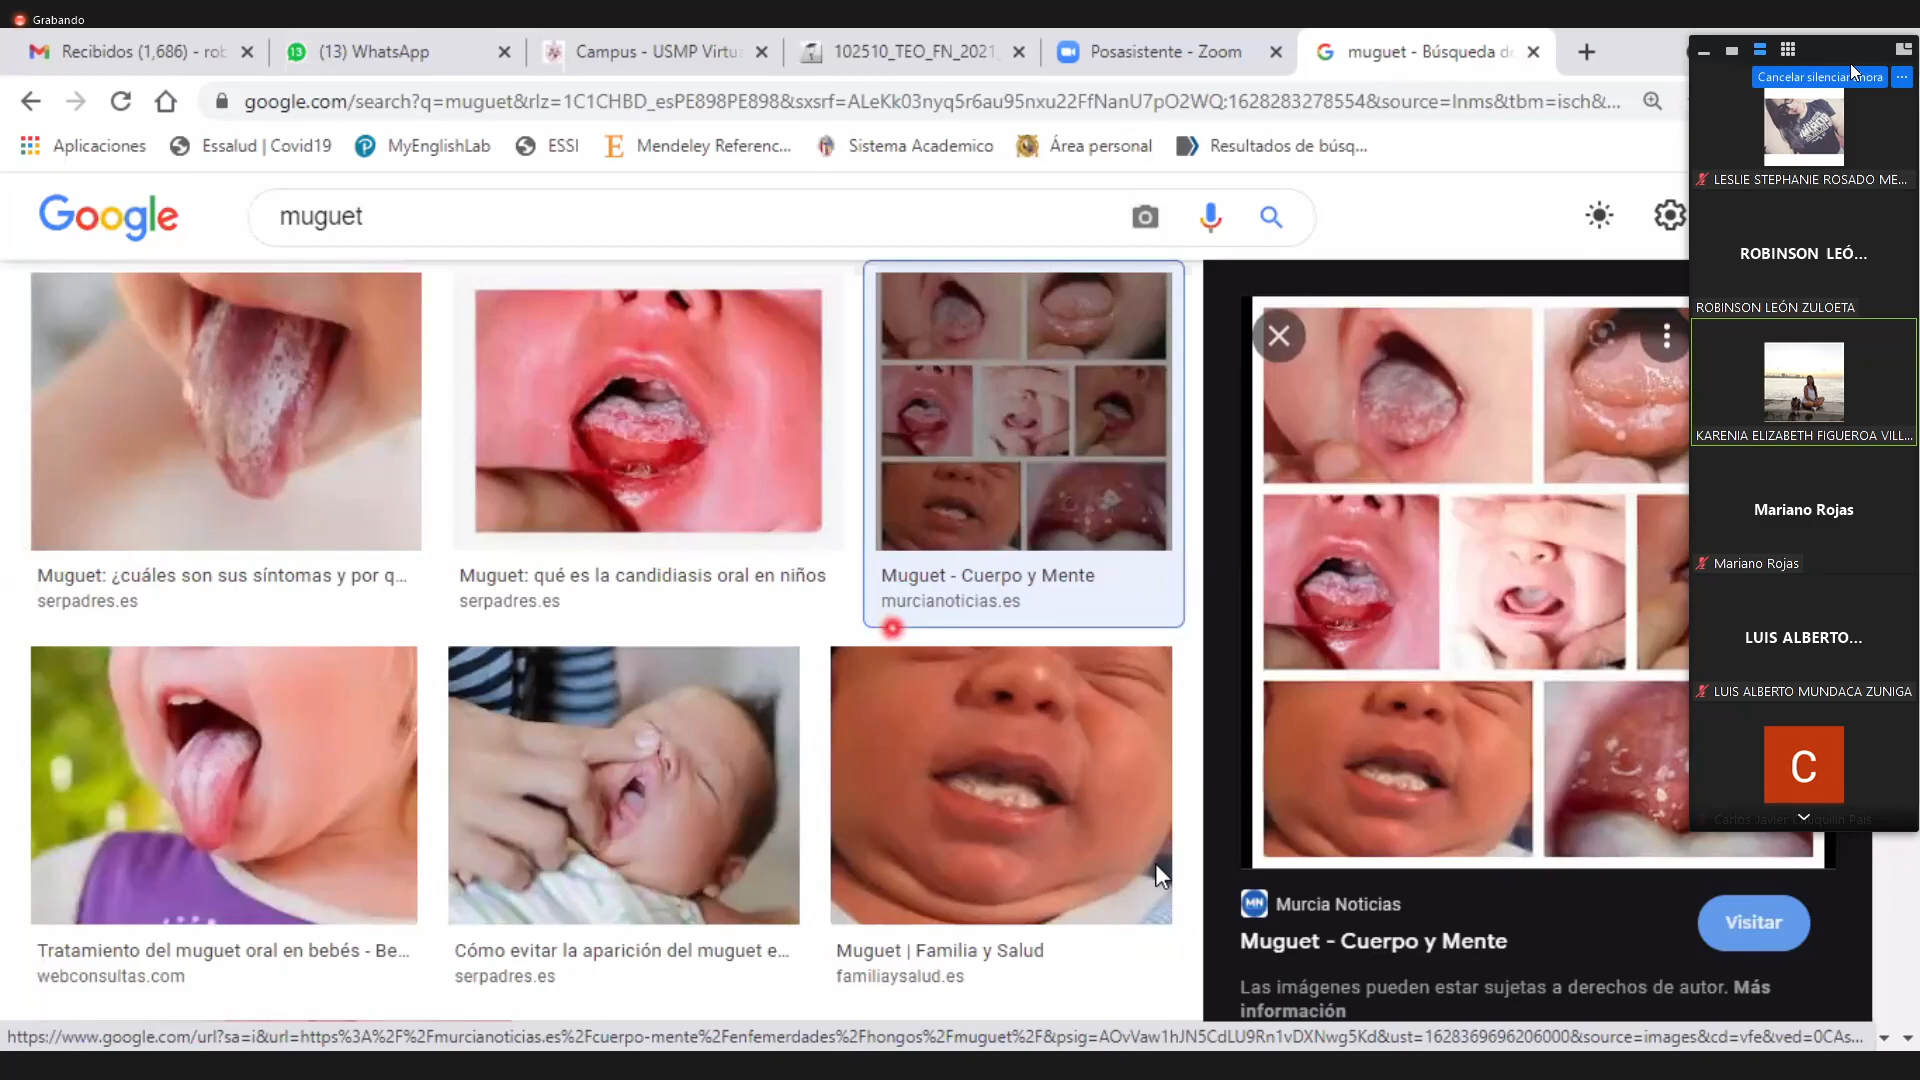 Grabando
Recibidos (1,686) - rob
(13) WhatsApp
Campus - USMP Virtu
102510_TEO_FN_2021
Posasistente - Zoom
muguet - Búsqueda d
google.com/search?q=muguet&rlz=1C1CHBD_esPE898PE898&sxsrf=ALeKk03nyq5r6au95nxu22FfNanU7pO2WQ:1628283278554&source=lnms&tbm=isch&...
Aplicaciones
Essalud | Covid19
MyEnglishLab
ESSI
Mendeley Referenc...
Sistema Academico
Área personal
Resultados de búsq...
Google
muguet
Muguet: ¿cuáles son sus síntomas y por q...
serpadres.es
Muguet: qué es la candidiasis oral en niños
serpadres.es
Muguet - Cuerpo y Mente
murcianoticias.es
Tratamiento del muguet oral en bebés - Be...
webconsultas.com
Cómo evitar la aparición del muguet e...
serpadres.es
Muguet | Familia y Salud
familiaysalud.es
MN Murcia Noticias
Muguet - Cuerpo y Mente
Visitar
Las imágenes pueden estar sujetas a derechos de autor. Más
información
https://www.google.com/url?sa=i&url=https%3A%2F%2Fmurcianoticias.es%2Fcuerpo-mente%2Fenfemerdades%2Fhongos%2Fmuguet%2F&psig=AOvVaw1hJN5CdLU9Rn1vDXNwg5Kd&ust=1628369696206000&source=images&cd=vfe&ved=0CAs...
Cancelar silenciar ahora
...
LESLIE STEPHANIE ROSADO ME...
ROBINSON LEÓ...
ROBINSON LEÓN ZULOETA
KARENIA ELIZABETH FIGUEROA VILL...
Mariano Rojas
Mariano Rojas
LUIS ALBERTO...
LUIS ALBERTO MUNDACA ZUNIGA
C
Carlos Javier